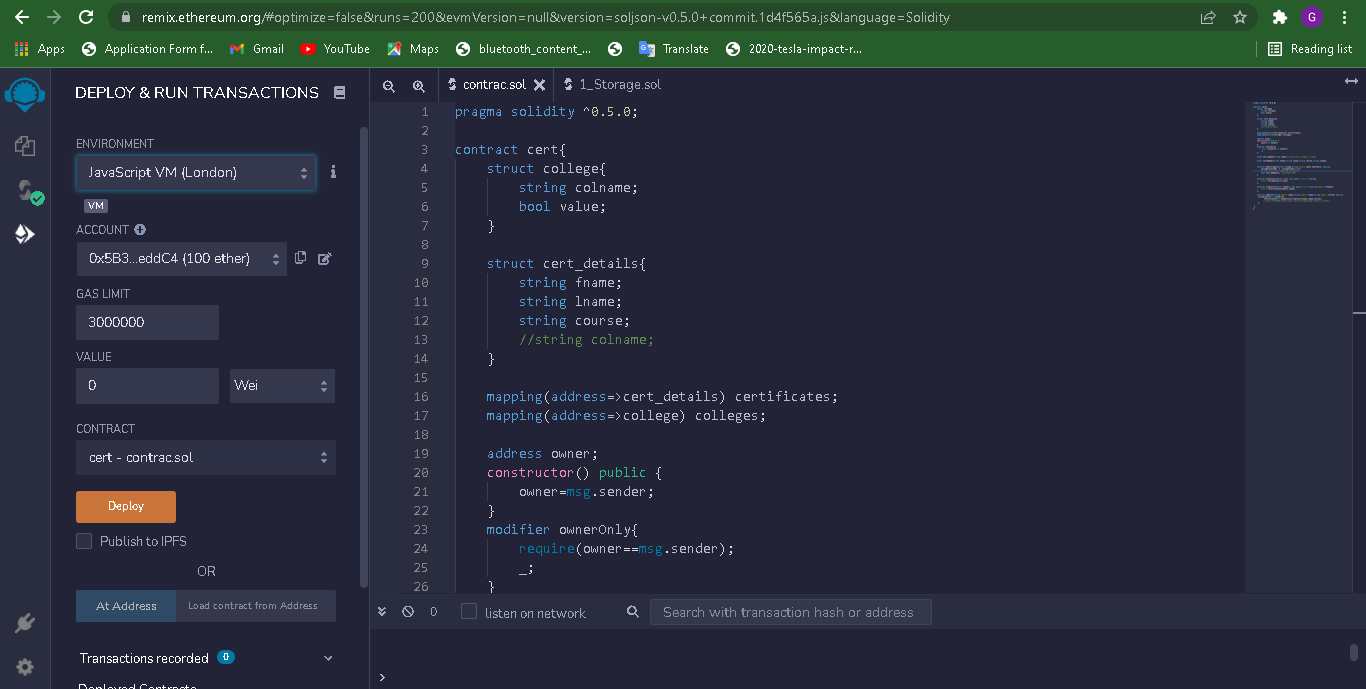 remix.ethereum.org/#optimize=false&runs=200&evmVersion=null&version=soljson-v0.5.0+commit.1d4f565a.js&language=Solidity
G
Apps
Application Form f...
Gmail
YouTube
Maps
bluetooth_content_...
Translate
2020-tesla-impact-r...
Reading list
DEPLOY & RUN TRANSACTIONS
ENVIRONMENT
JavaScript VM (London)
VM
ACCOUNT
0x5B3...eddC4 (100 ether)
GAS LIMIT
3000000
VALUE
0
Wei
CONTRACT
cert - contrac.sol
Deploy
Publish to IPFS
OR
At Address
Load contract from Address
Transactions recorded 0
Deployed Contracts
contrac.sol
1_Storage.sol
1 pragma solidity ^0.5.0;
2
3 contract cert{
4 struct college{
5 string colname;
6 bool value;
7 }
8
9 struct cert_details{
10 string fname;
11 string lname;
12 string course;
13 //string colname;
14 }
15
16 mapping(address=>cert_details) certificates;
17 mapping(address=>college) colleges;
18
19 address owner;
20 constructor() public {
21 owner=msg.sender;
22 }
23 modifier ownerOnly{
24 require(owner==msg.sender);
25 _;
26 }
0
listen on network
Search with transaction hash or address
>